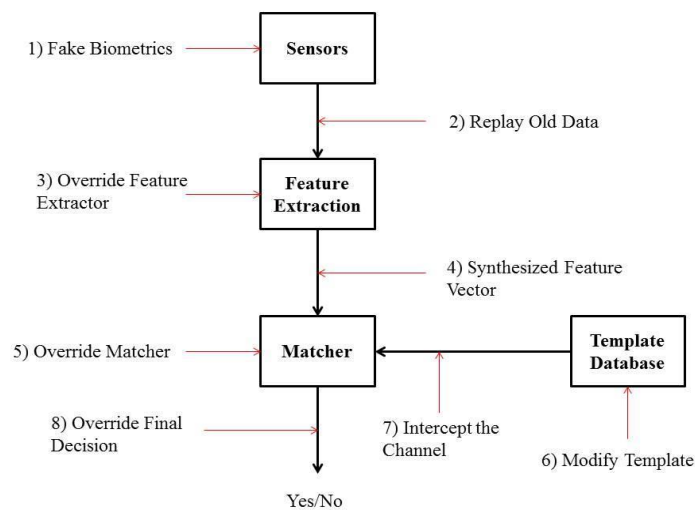 1) Fake Biometrics
Sensors
2) Replay Old Data
3) Override Feature
Extractor
Feature
Extraction
4) Synthesized Feature
Vector
5) Override Matcher
Matcher
Template
Database
8) Override Final
Decision
7) Intercept the
Channel
6) Modify Template
Yes/No